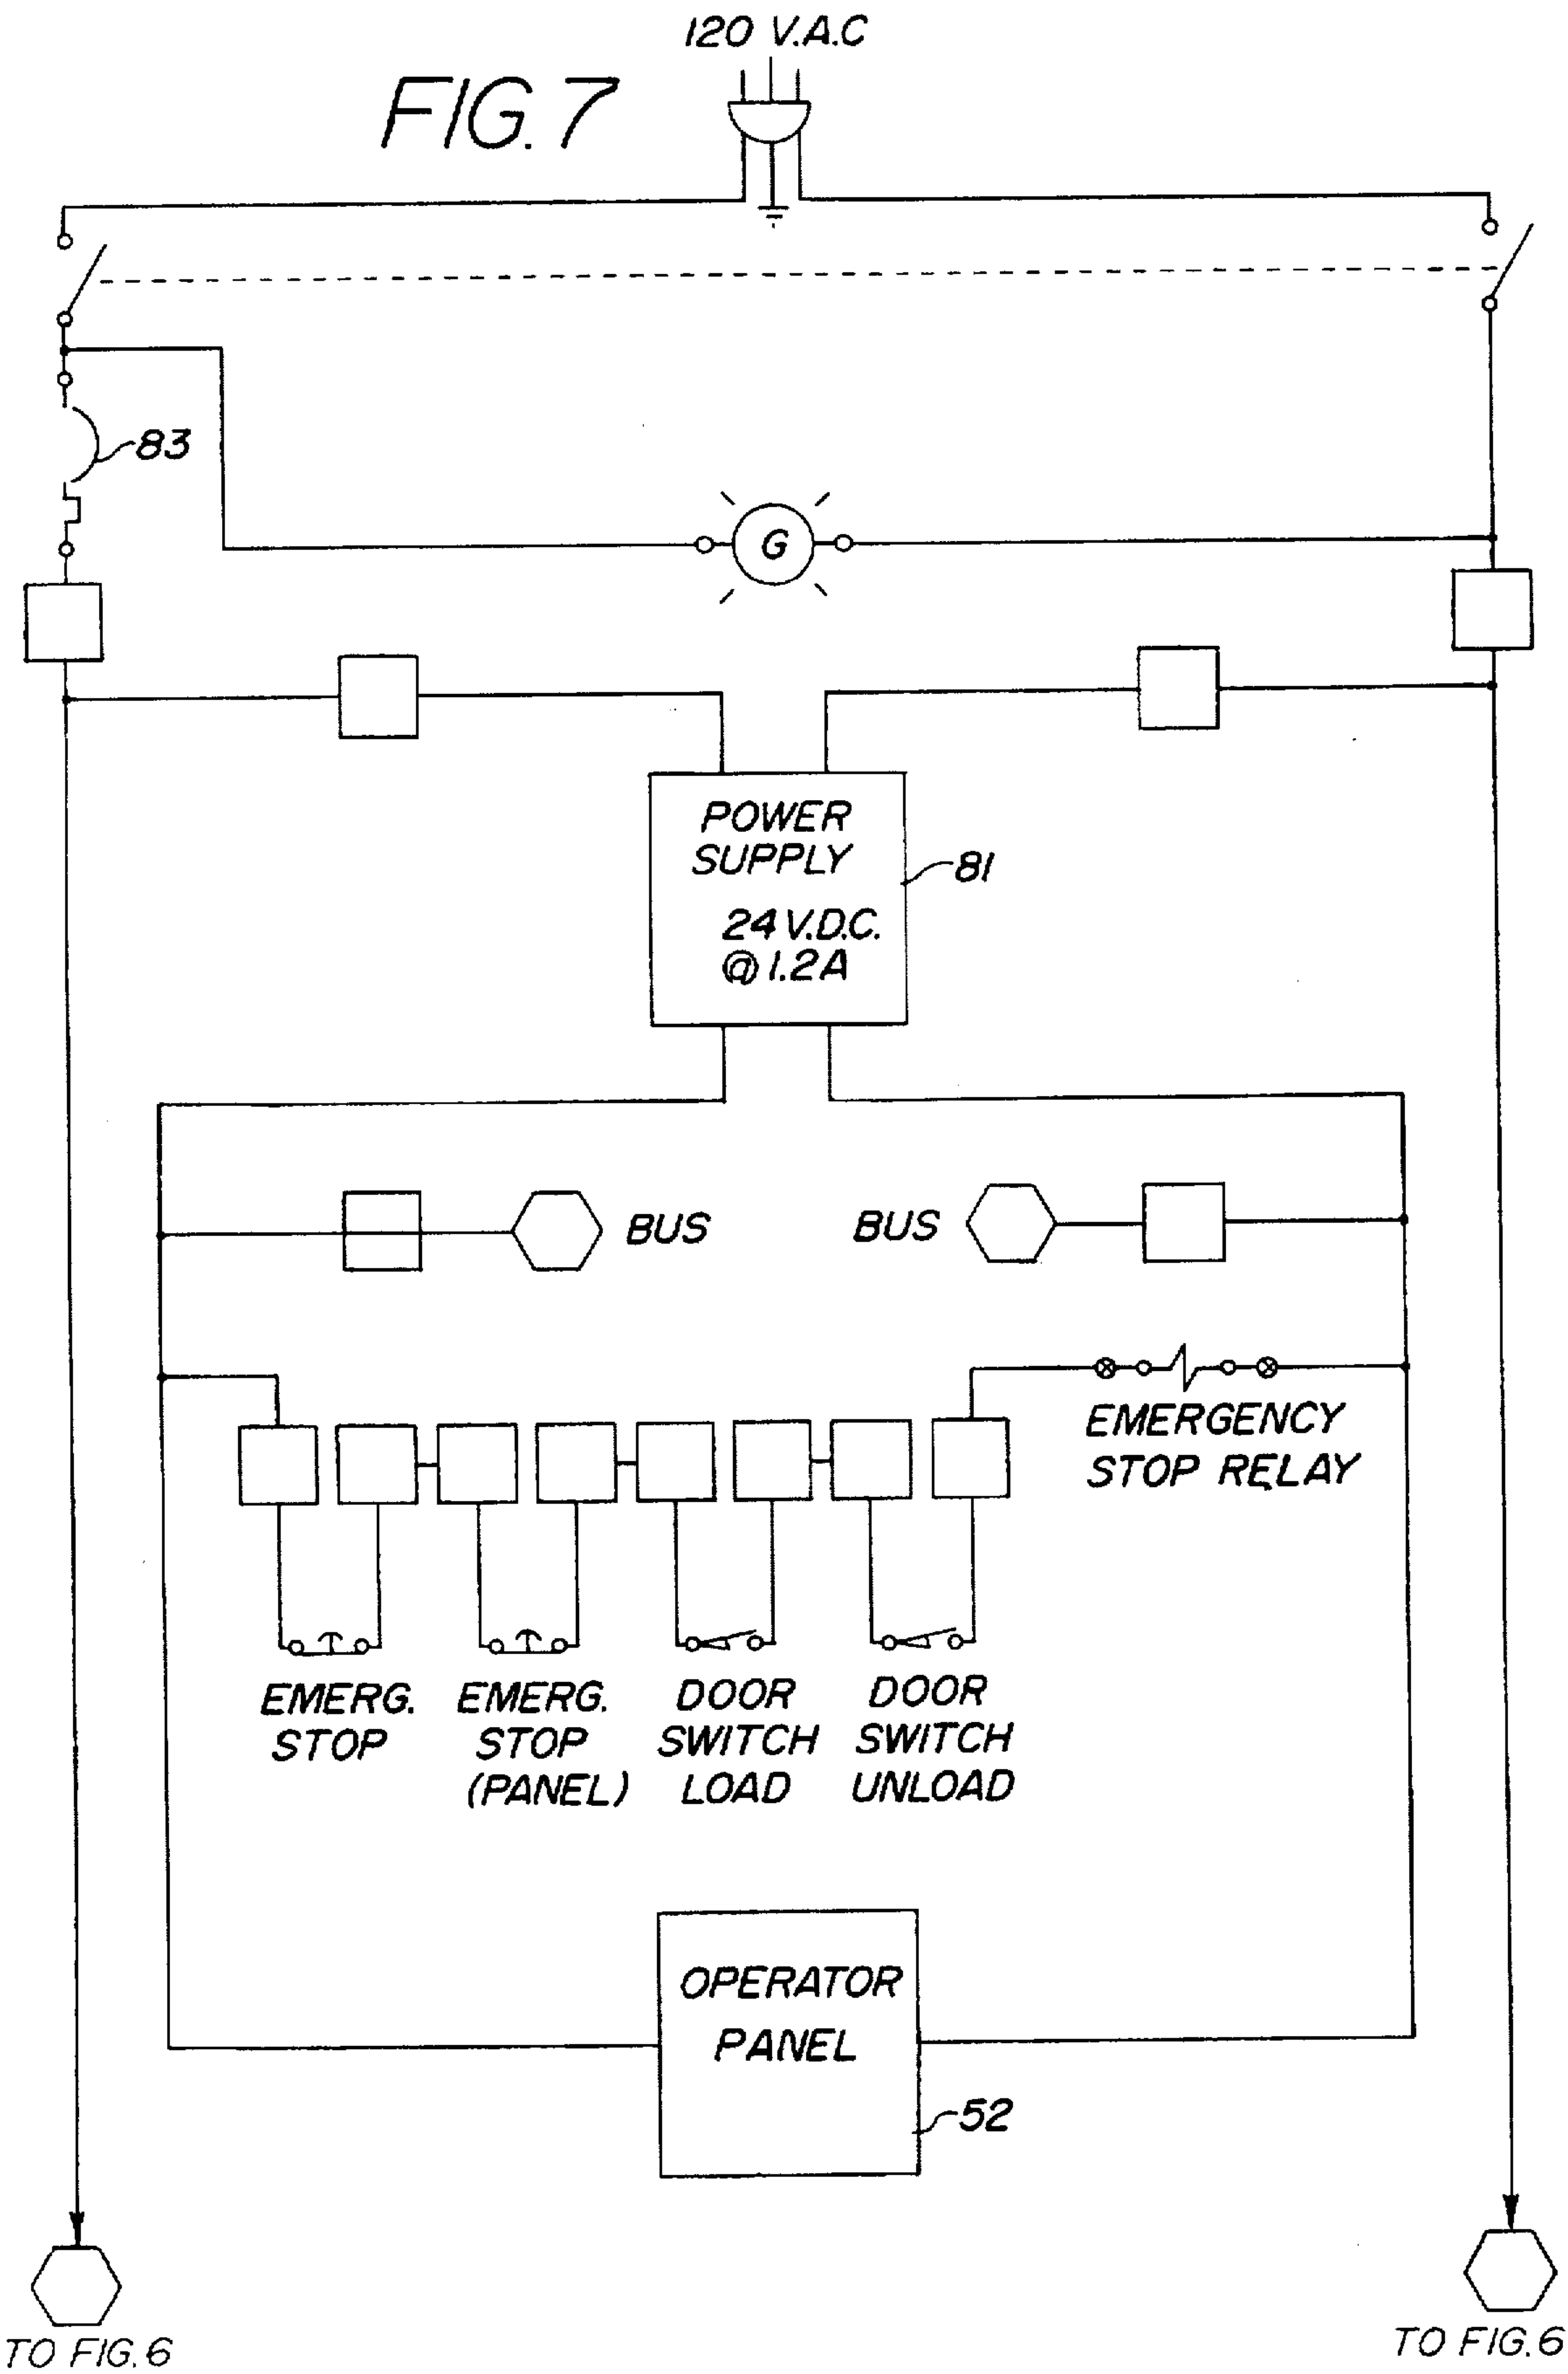 120 V.A.C
FIG. 7
83
G
POWER
SUPPLY
24 V.D.C.
@ 1.2A
81
BUS
BUS
EMERGENCY
STOP RELAY
EMERG.
STOP
EMERG.
STOP
(PANEL)
DOOR
SWITCH
LOAD
DOOR
SWITCH
UNLOAD
OPERATOR
PANEL
52
TO FIG. 6
TO FIG. 6